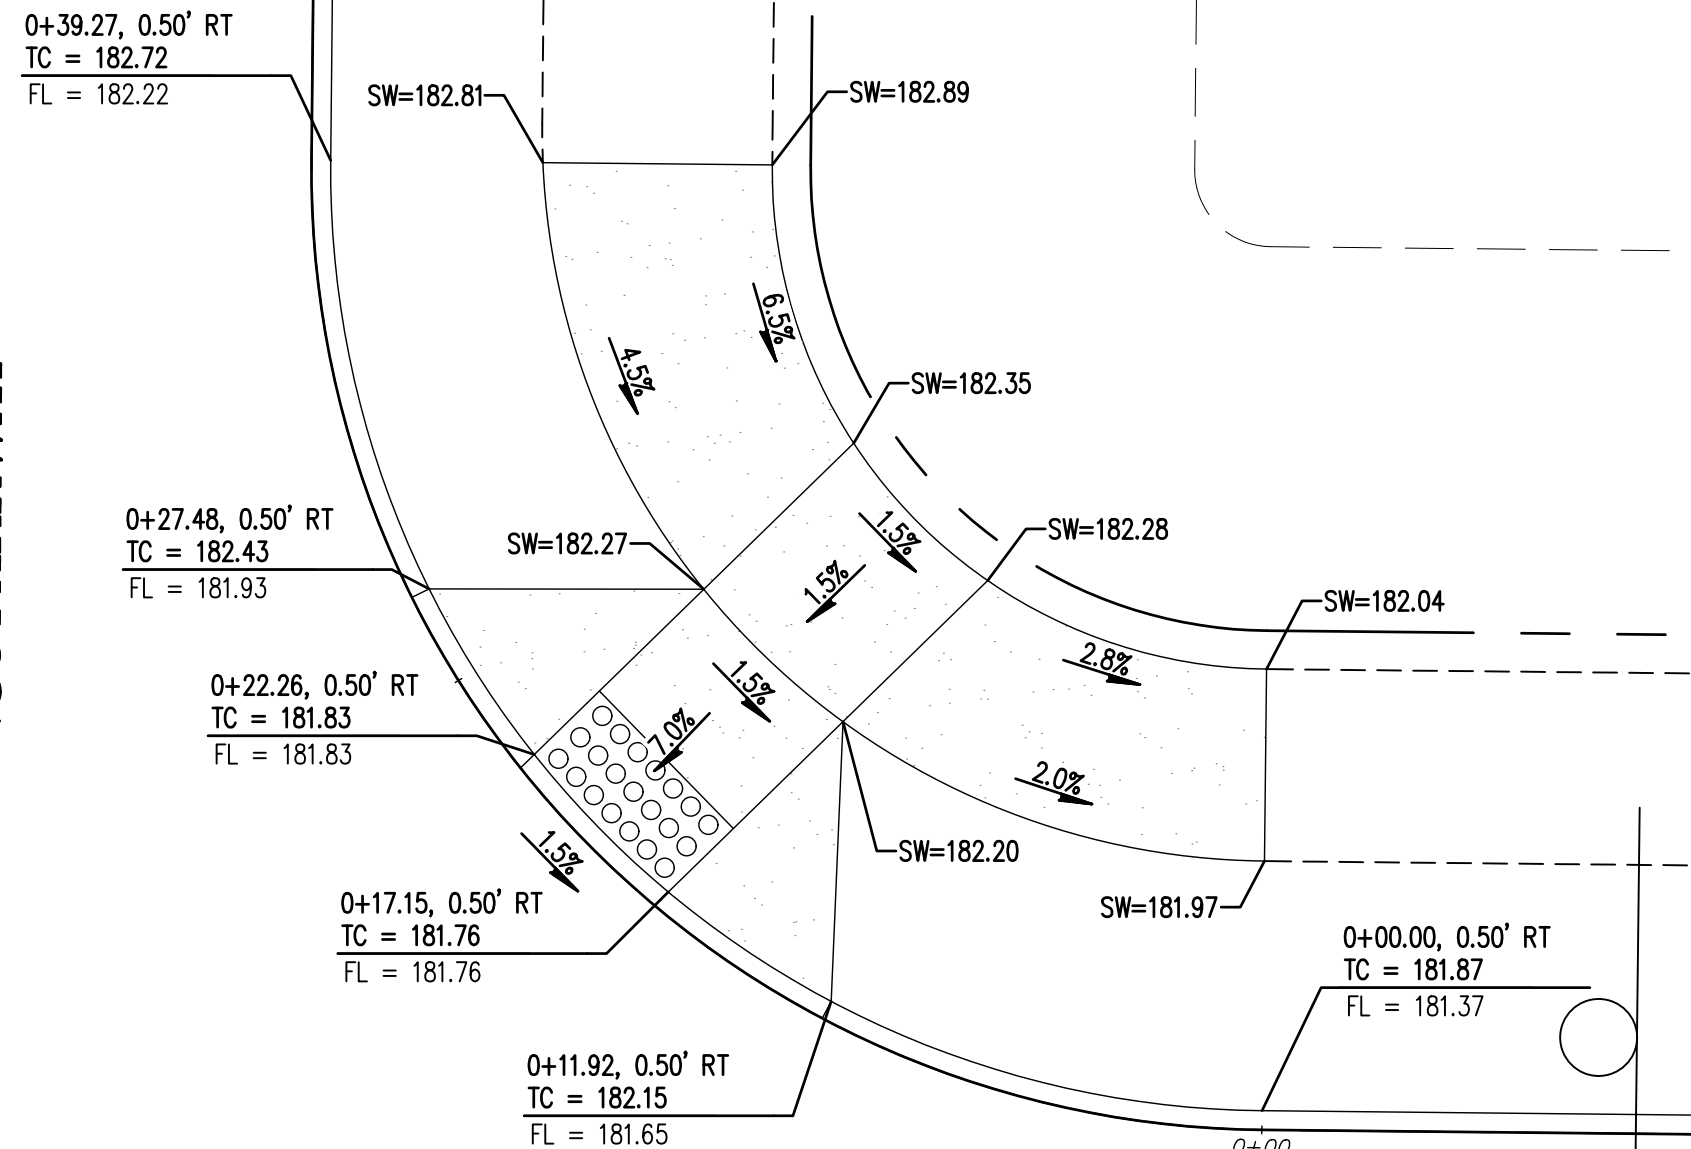 0+39.27, 0.50' RT
TC = 182.72
FL = 182.22
SW=182.81
SW=182.89
6.5%
4.5%
SW=182.35
0+27.48, 0.50' RT
TC = 182.43
FL = 181.93
SW=182.27
1.5%
SW=182.28
1.5%
SW=182.04
2.8%
0+22.26, 0.50' RT
TC = 181.83
FL = 181.83
1.5%
7.0%
2.0%
1.5%
SW=182.20
SW=181.97
0+17.15, 0.50' RT
TC = 181.76
FL = 181.76
0+00.00, 0.50' RT
TC = 181.87
FL = 181.37
0+11.92, 0.50' RT
TC = 182.15
FL = 181.65
0+00